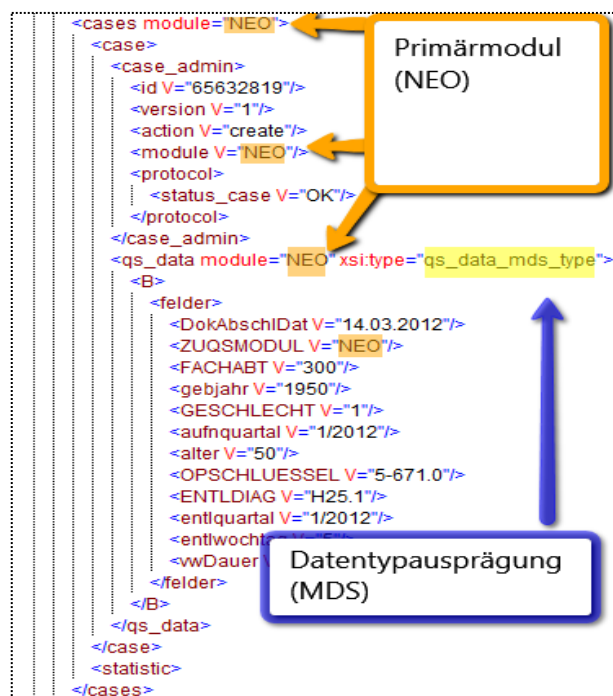 <cases module="NEO">
<case>
<case_admin>
<id V="65632819"/>
<version V="1"/>
<action V="create"/>
<module V="NEO"/>
<protocol>
<status_case V="OK"/>
</protocol>
</case_admin>
<qs_data module="NEO" xsi:type="qs_data_mds_type">
<B>
<felder>
<DokAbschlDat V="14.03.2012"/>
<ZUQSMODUL V="NEO"/>
<FACHABT V="300"/>
<gebjahr V="1950"/>
<GESCHLECHT V="1"/>
<aufnquartal V="1/2012"/>
<alter V="50"/>
<OPSCHLUESSEL V="5-671.0"/>
<ENTLDIAG V="H25.1"/>
<entlquartal V="1/2012"/>
<entlwochtag
<vwDauer
</felder>
</B>
</qs_data>
</case>
<statistic>
</cases>
Primärmodul
(NEO)
Datentypausprägung
(MDS)